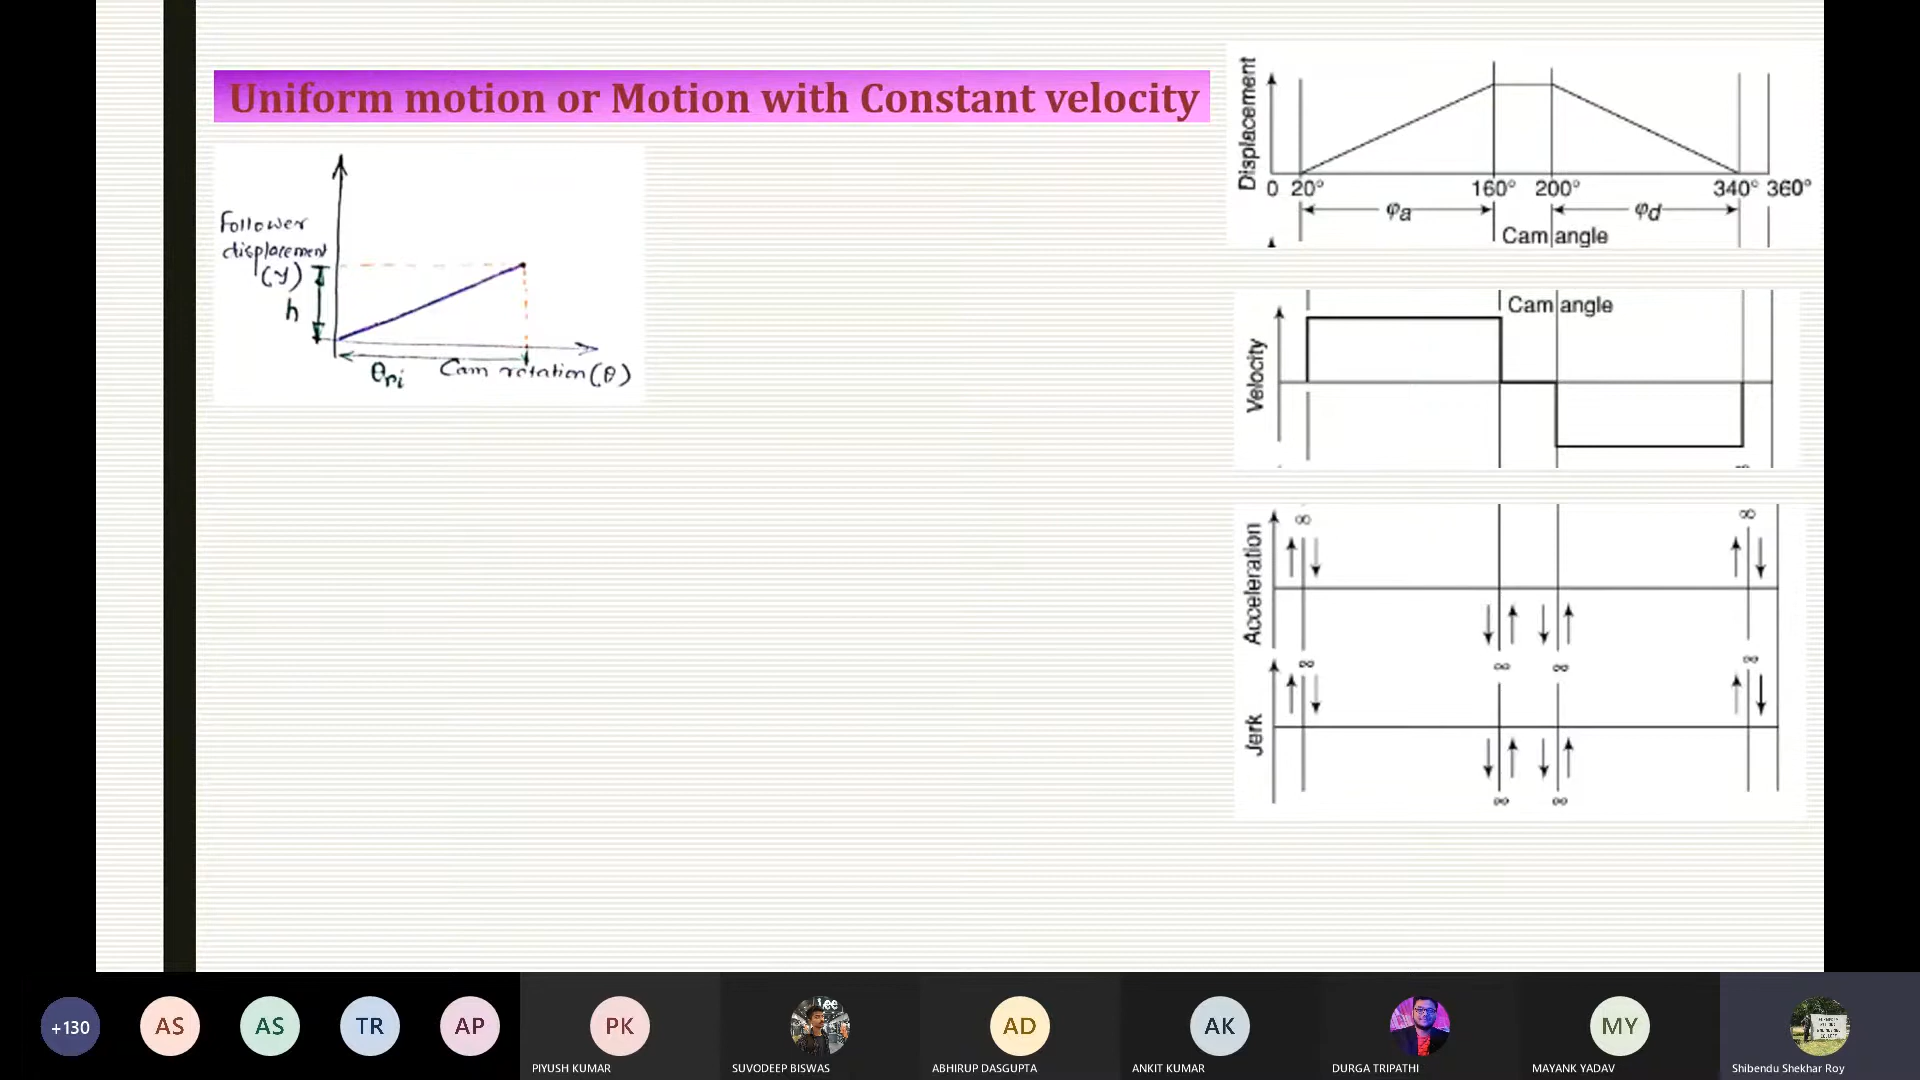 Uniform motion or Motion with Constant velocity
Follower
displacement
(y)
h
θri
Cam rotation (θ)
Displacement
0 20° 160° 200° 340° 360°
φa φd
Cam angle
Cam angle
Velocity
∞ ∞
Acceleration
∞ ∞ ∞ ∞
Jerk
∞ ∞
+130
AS
AS
TR
AP
PK
PIYUSH KUMAR
Lee
SUVODEEP BISWAS
AD
ABHIRUP DASGUPTA
AK
ANKIT KUMAR
DURGA TRIPATHI
MY
MAYANK YADAV
Shibendu Shekhar Roy